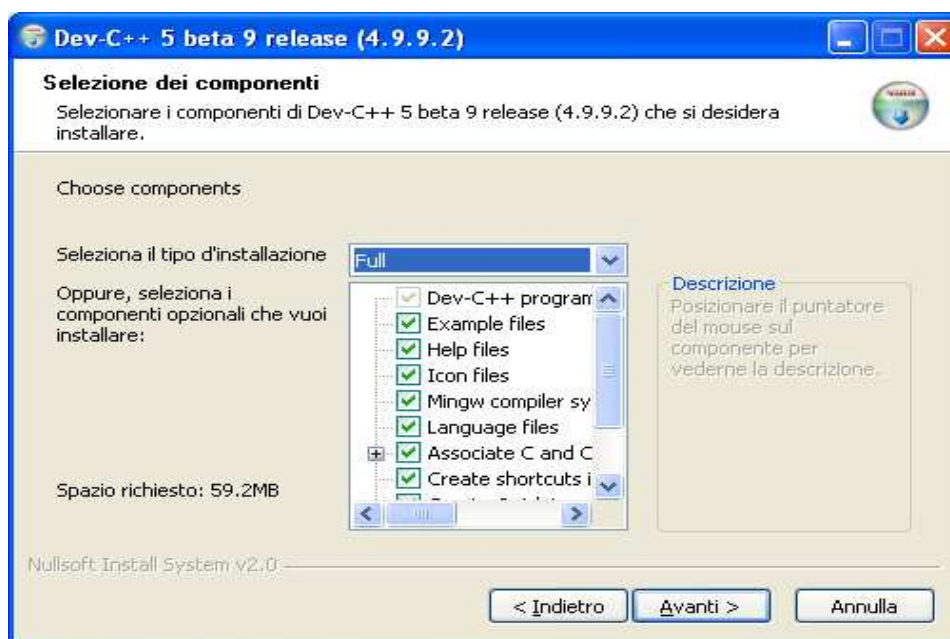 Dev-C++ 5 beta 9 release (4.9.9.2)
Selezione dei componenti
Selezionare i componenti di Dev-C++ 5 beta 9 release (4.9.9.2) che si desidera
installare.
Choose components
Seleziona il tipo d'installazione
Full
Oppure, seleziona i
componenti opzionali che vuoi
installare:
Dev-C++ program
Example files
Help files
Icon files
Mingw compiler sy
Language files
Associate C and C
Create shortcuts i
Descrizione
Posizionare il puntatore
del mouse sul
componente per
vederne la descrizione.
Spazio richiesto: 59.2MB
Nullsoft Install System v2.0
< Indietro
Avanti >
Annulla